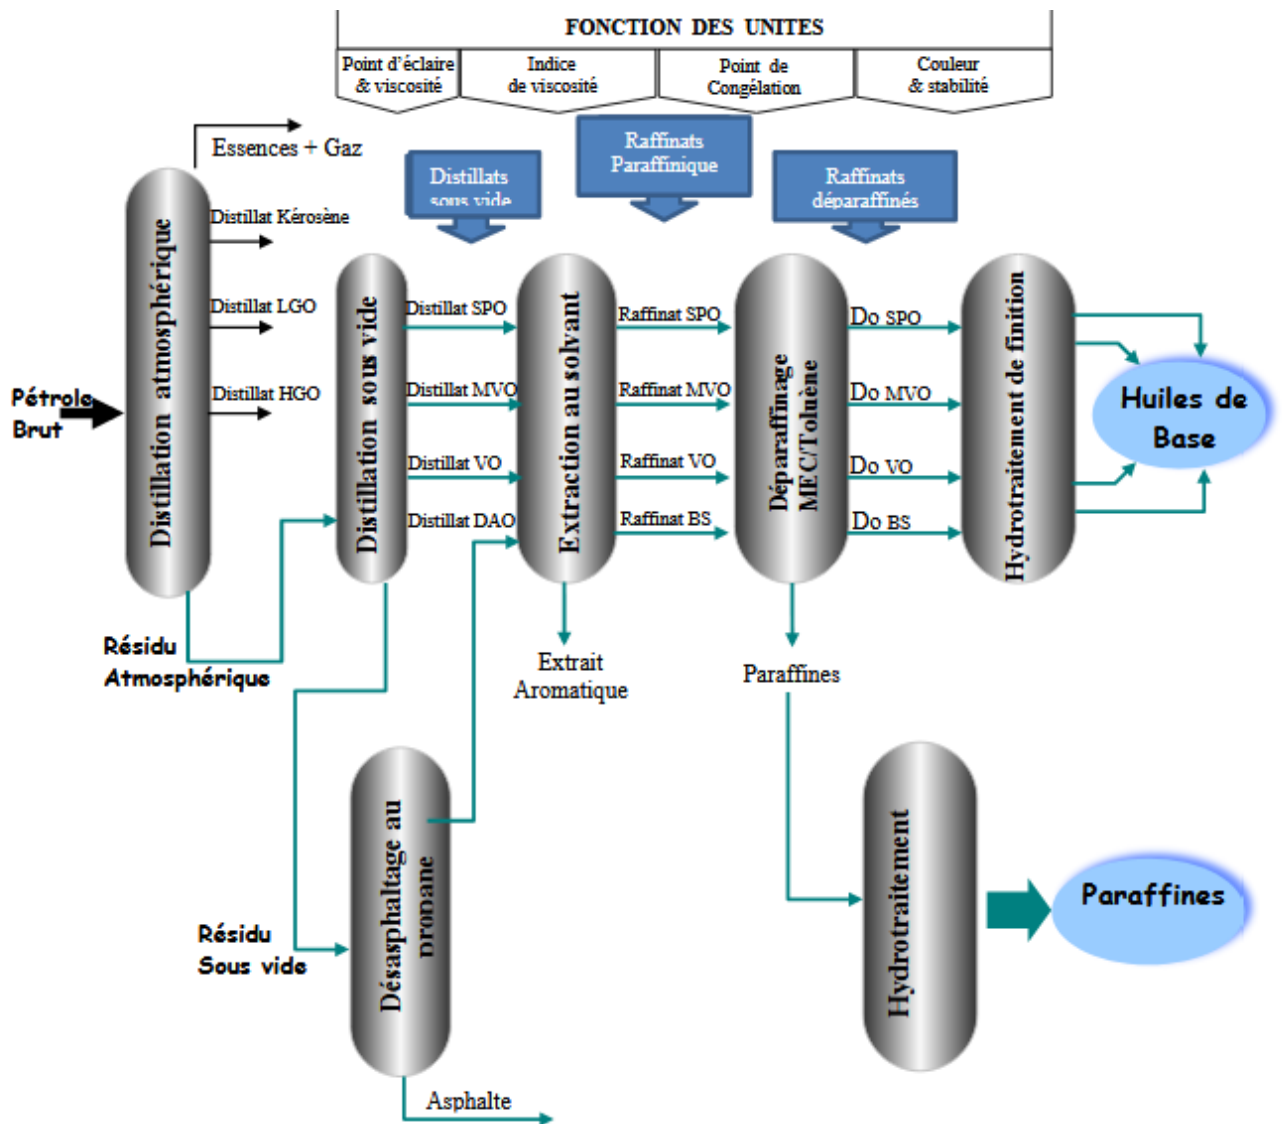 FONCTION DES UNITES
Point d'éclaire
& viscosité
Indice
de viscosité
Point de
Congélation
Couleur
& stabilité
Essences + Gaz
Distillats
sous vide
Raffinats
Paraffinique
Raffinats
déparaffinés
Distillat Kérosène
Distillat LGO
Distillat HGO
Pétrole
Brut
Distillation atmosphérique
Distillation sous vide
Distillat SPO
Distillat MVO
Distillat VO
Distillat DAO
Extraction au solvant
Raffinat SPO
Raffinat MVO
Raffinat VO
Raffinat BS
Déparaffinage
MEC/Toluène
Do SPO
Do MVO
Do VO
Do BS
Hydrotraitement de finition
Huiles de
Base
Résidu
Atmosphérique
Extrait
Aromatique
Paraffines
Résidu
Sous vide
Désasphaltage au
propane
Hydrotraitement
Paraffines
Asphalte